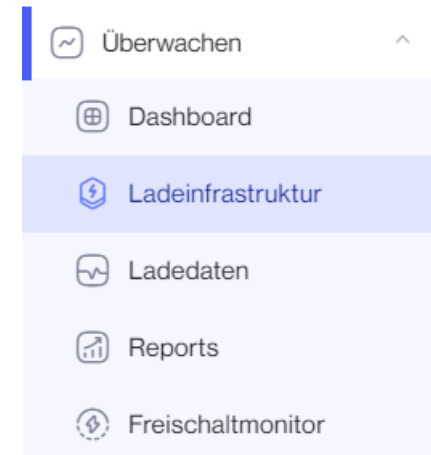 Überwachen
Dashboard
Ladeinfrastruktur
Ladedaten
Reports
Freischaltmonitor